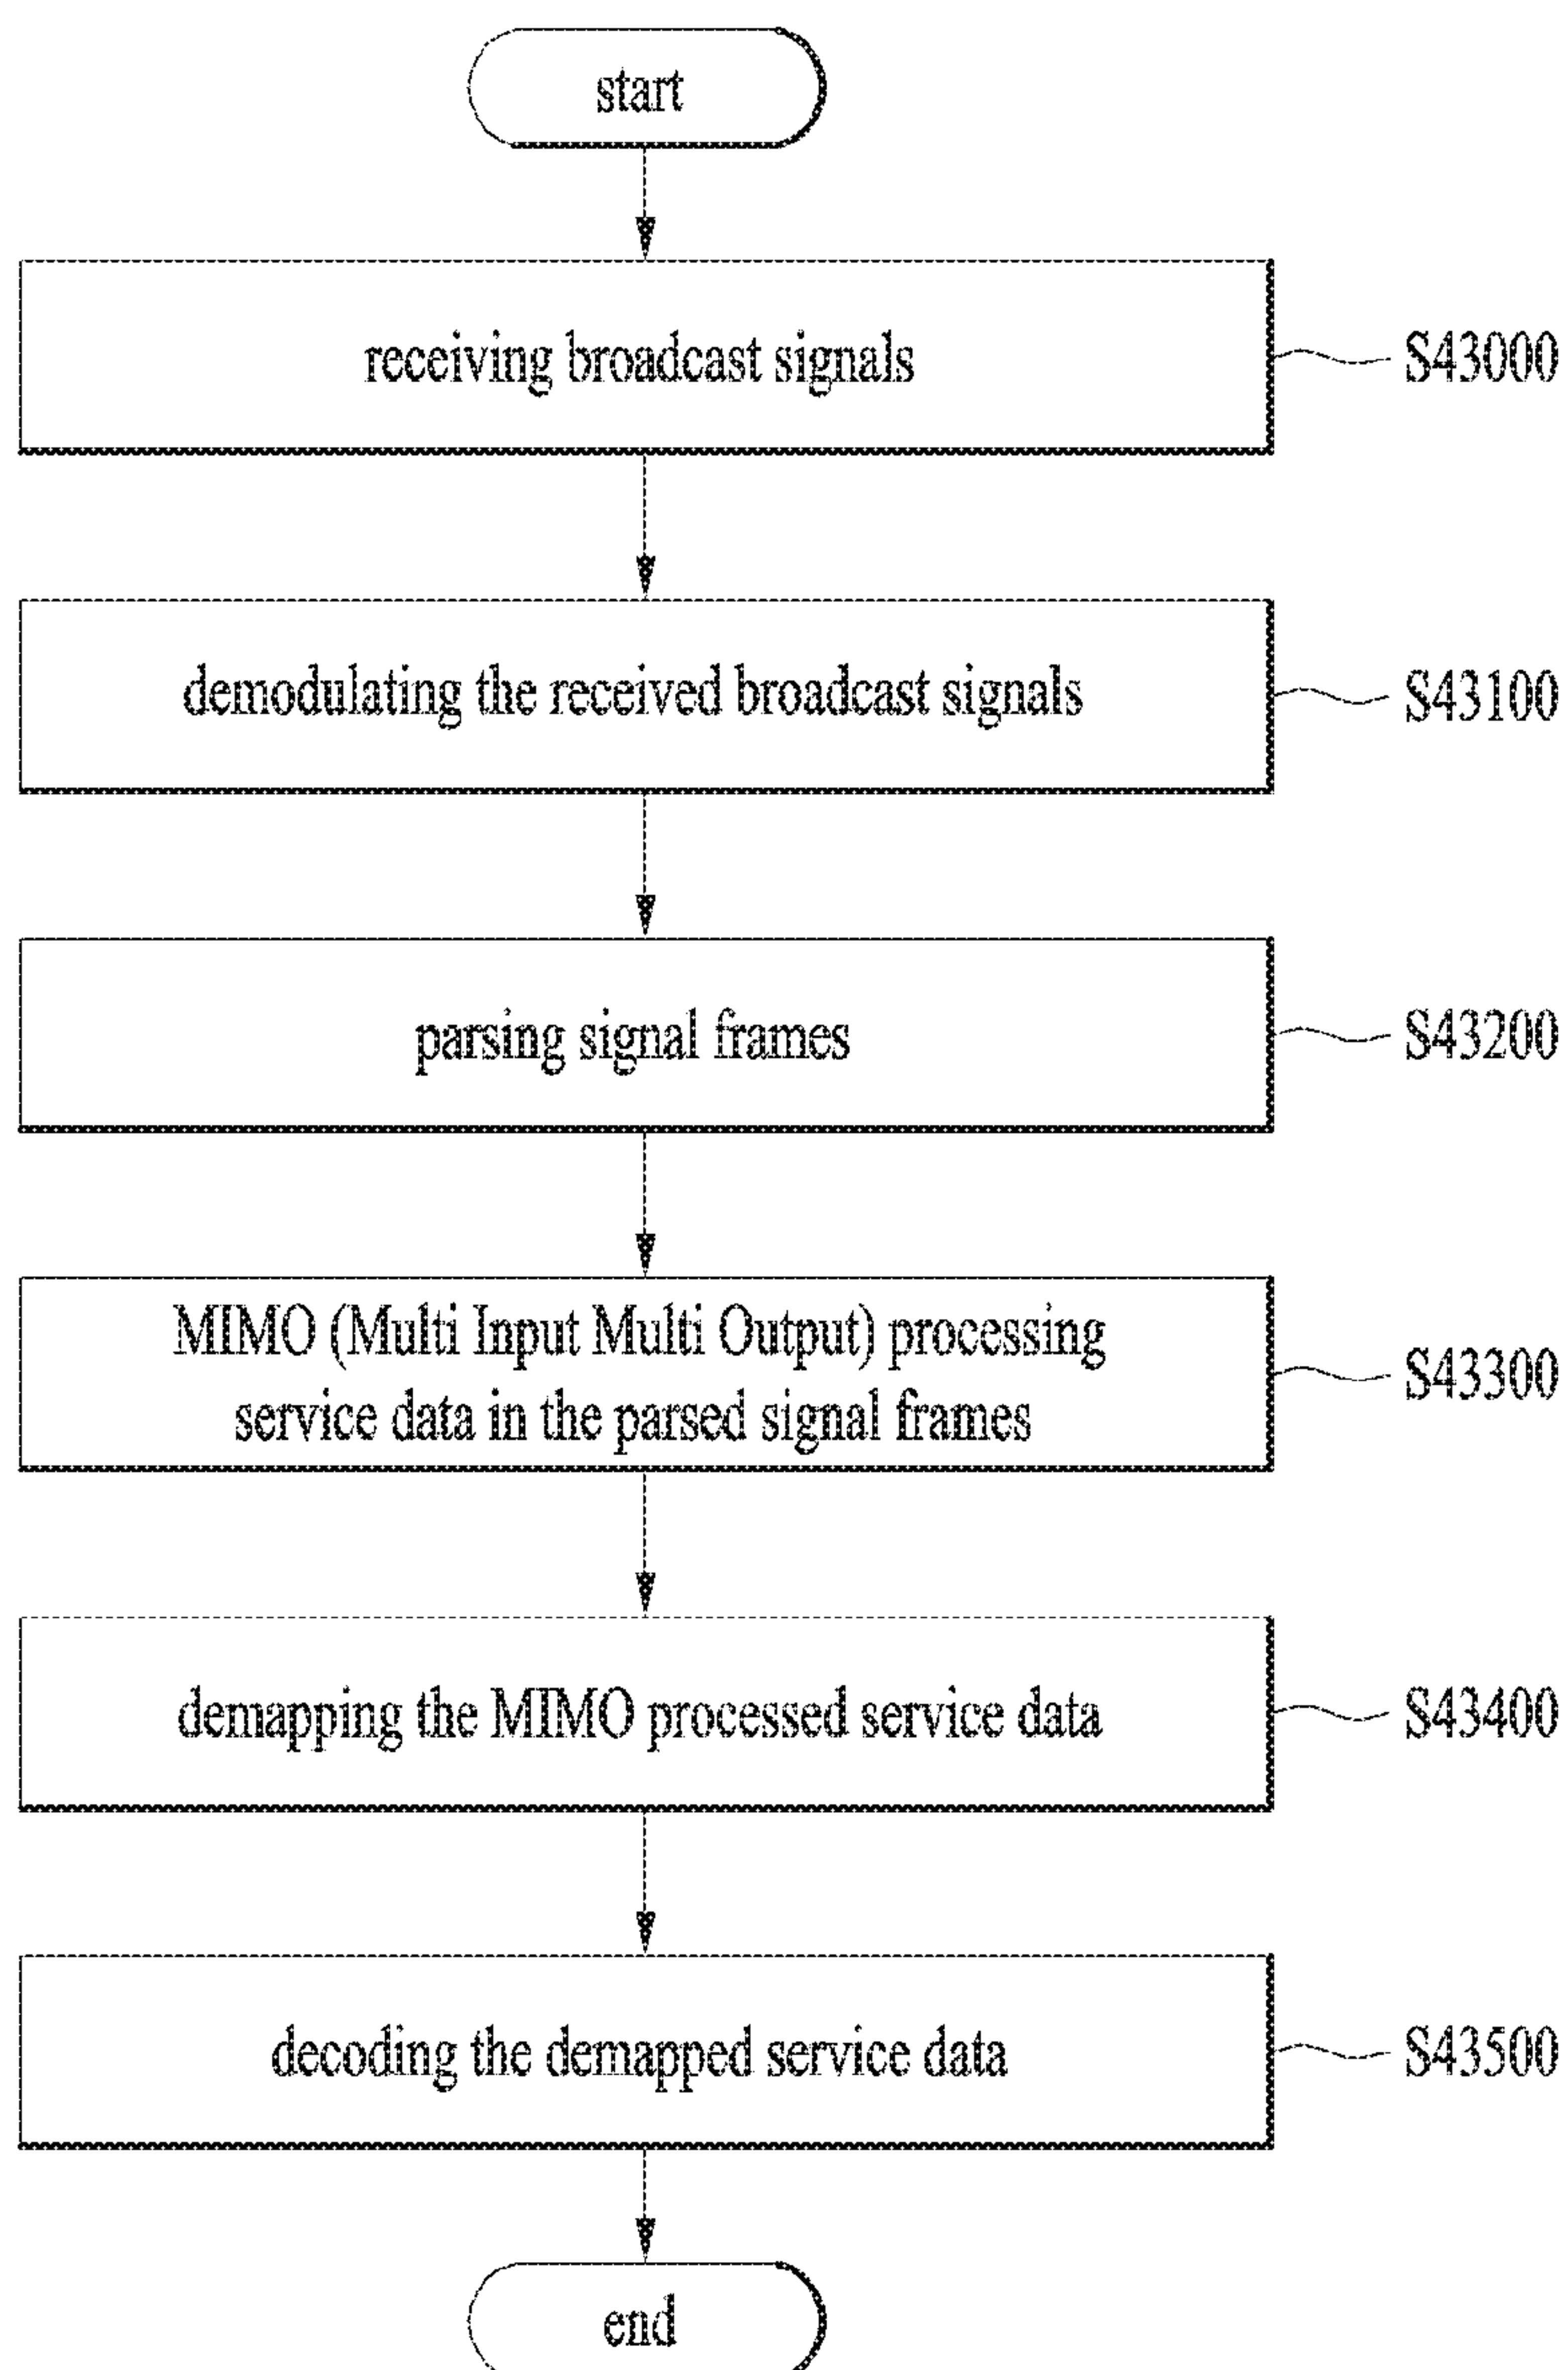 start
receiving broadcast signals
S43000
demodulating the received broadcast signals
S43100
parsing signal frames
S43200
MIMO (Multi Input Multi Output) processing
service data in the parsed signal frames
S43300
demapping the MIMO processed service data
S43400
decoding the demapped service data
S43500
end